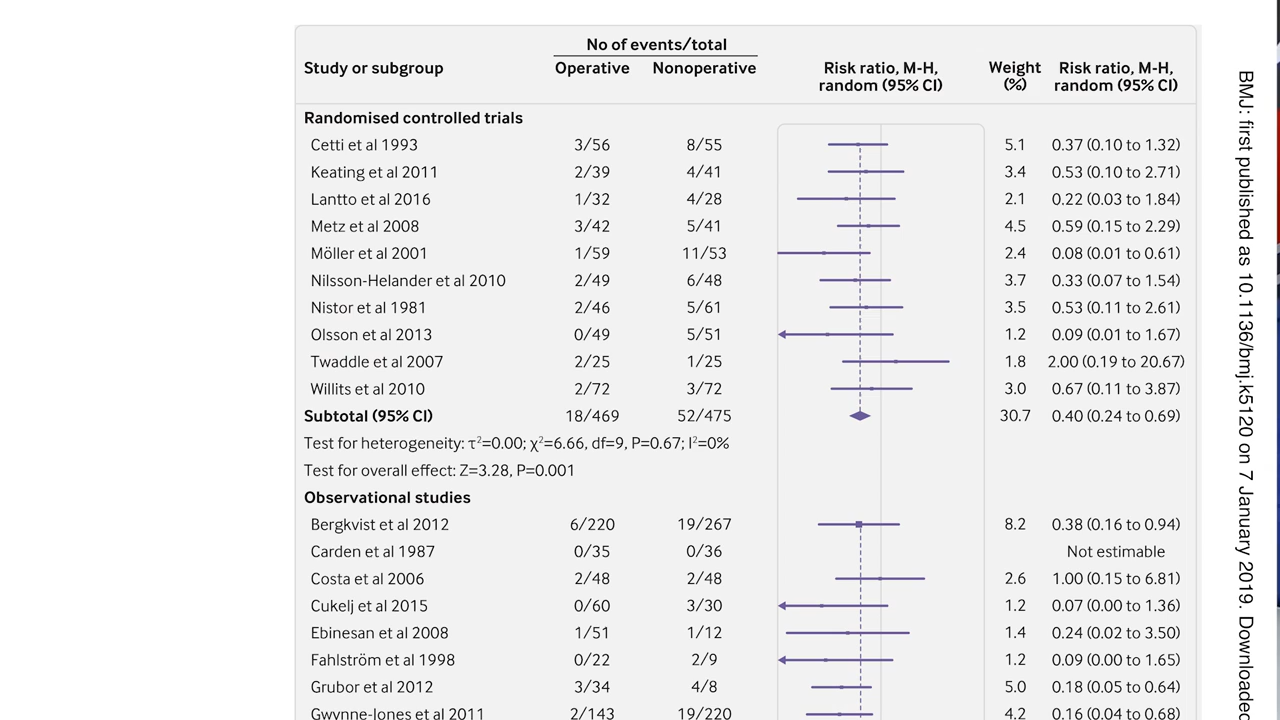 No of events/total
Study or subgroup Operative Nonoperative Risk ratio, M-H, random (95% CI) Weight (%) Risk ratio, M-H, random (95% CI)
Randomised controlled trials
Cetti et al 1993 3/56 8/55 5.1 0.37 (0.10 to 1.32)
Keating et al 2011 2/39 4/41 3.4 0.53 (0.10 to 2.71)
Lantto et al 2016 1/32 4/28 2.1 0.22 (0.03 to 1.84)
Metz et al 2008 3/42 5/41 4.5 0.59 (0.15 to 2.29)
Möller et al 2001 1/59 11/53 2.4 0.08 (0.01 to 0.61)
Nilsson-Helander et al 2010 2/49 6/48 3.7 0.33 (0.07 to 1.54)
Nistor et al 1981 2/46 5/61 3.5 0.53 (0.11 to 2.61)
Olsson et al 2013 0/49 5/51 1.2 0.09 (0.01 to 1.67)
Twaddle et al 2007 2/25 1/25 1.8 2.00 (0.19 to 20.67)
Willits et al 2010 2/72 3/72 3.0 0.67 (0.11 to 3.87)
Subtotal (95% CI) 18/469 52/475 30.7 0.40 (0.24 to 0.69)
Test for heterogeneity: τ²=0.00; χ²=6.66, df=9, P=0.67; I²=0%
Test for overall effect: Z=3.28, P=0.001
Observational studies
Bergkvist et al 2012 6/220 19/267 8.2 0.38 (0.16 to 0.94)
Carden et al 1987 0/35 0/36 Not estimable
Costa et al 2006 2/48 2/48 2.6 1.00 (0.15 to 6.81)
Cukelj et al 2015 0/60 3/30 1.2 0.07 (0.00 to 1.36)
Ebinesan et al 2008 1/51 1/12 1.4 0.24 (0.02 to 3.50)
Fahlström et al 1998 0/22 2/9 1.2 0.09 (0.00 to 1.65)
Grubor et al 2012 3/34 4/8 5.0 0.18 (0.05 to 0.64)
Gwynne-Jones et al 2011 2/143 19/220 4.2 0.16 (0.04 to 0.68)
BMJ: first published as 10.1136/bmj.k5120 on 7 January 2019. Downloaded